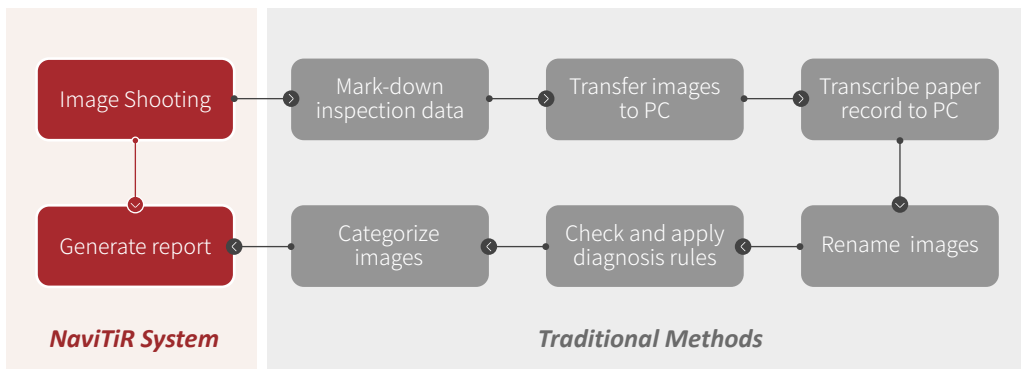 Image Shooting
Mark-down
inspection data
Transfer images
to PC
Transcribe paper
record to PC
Generate report
Categorize
images
Check and apply
diagnosis rules
Rename images
NaviTiR System
Traditional Methods